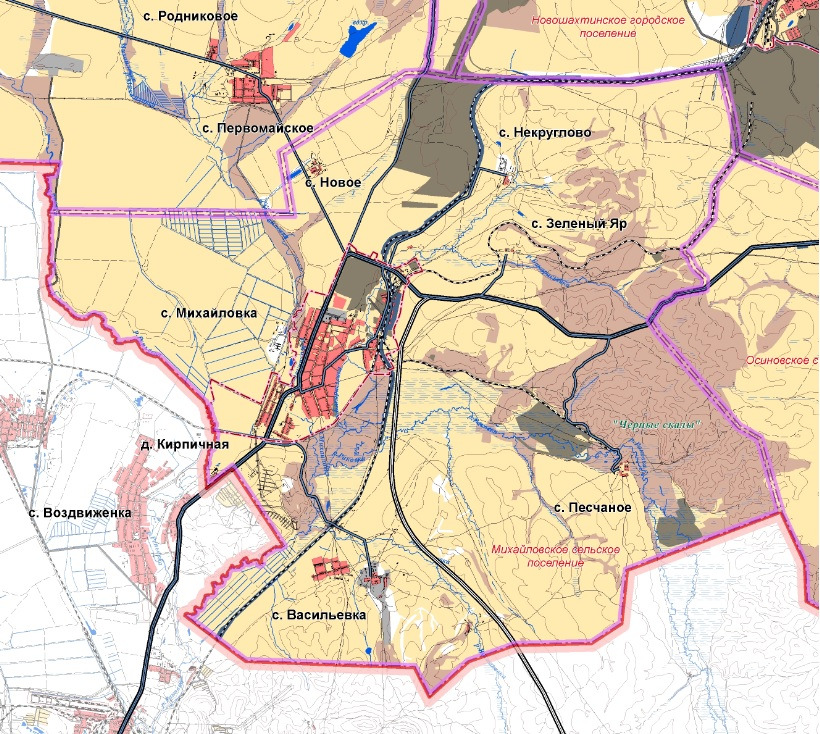 с. Родниковое
Новошахтинское городское
поселение
вдхр.
с. Первомайское
с. Некруглово
с. Новое
с. Зеленый Яр
с. Михайловка
Осиновское с
"Черные скалы"
д. Кирпичная
с. Воздвиженка
с. Песчаное
Михайловское сельское
поселение
с. Васильевка